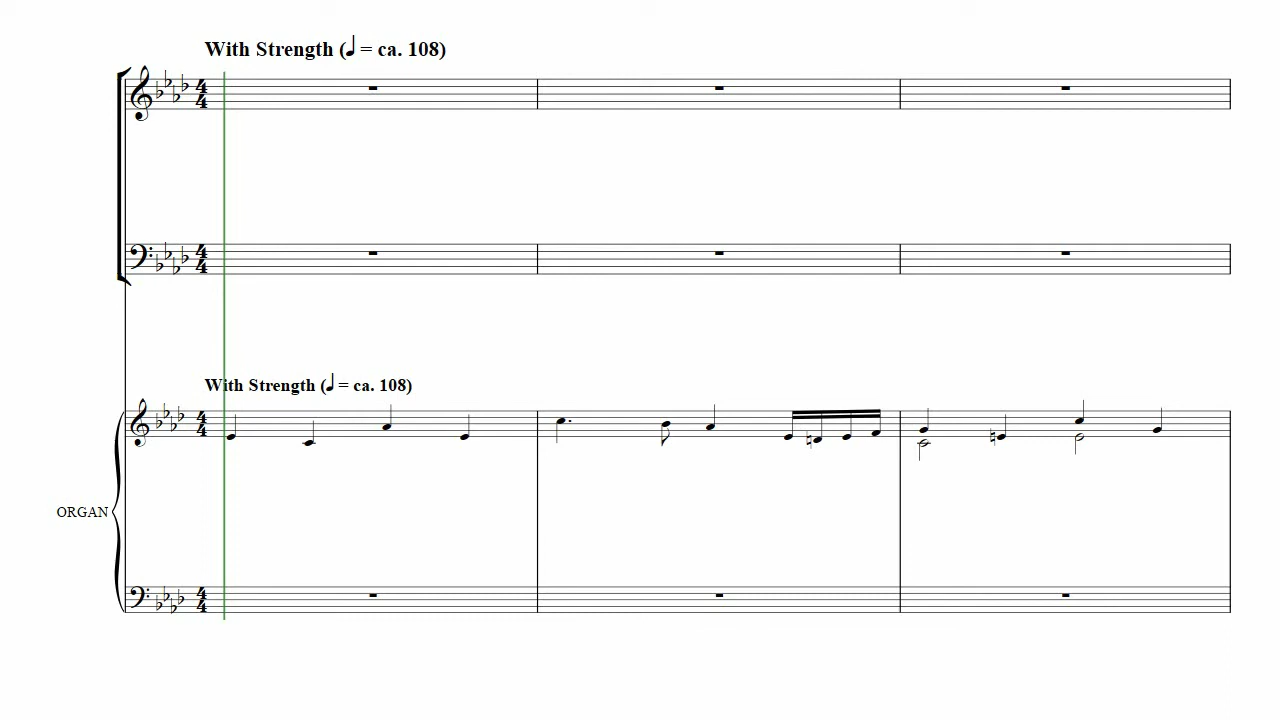 With Strength (♩ = ca. 108)
With Strength (♩ = ca. 108)
ORGAN